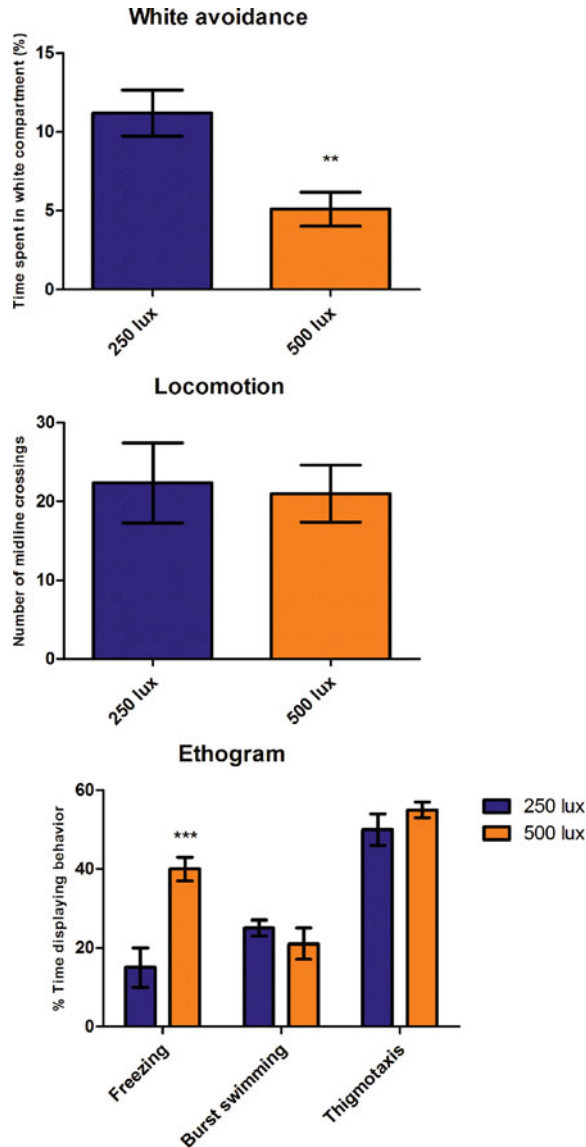 White avoidance
Time spent in white compartment (%)
15
10
5
0
**
250 lux
500 lux
Locomotion
Number of midline crossings
30
20
10
0
250 lux
500 lux
Ethogram
% Time displaying behavior
60
40
20
0
***
Freezing
Burst swimming
Thigmotaxis
250 lux
500 lux